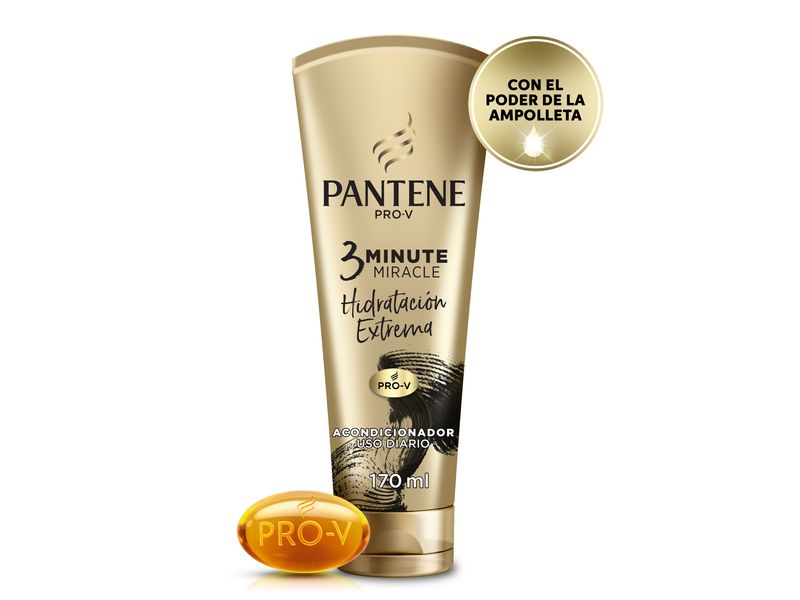 CON EL
PODER DE LA
AMPOLLETA
PANTENE
PRO-V
3 MINUTE
MIRACLE
Hidratación
Extrema
PRO-V
ACONDICIONADOR
USO DIARIO
170 ml
PRO-V